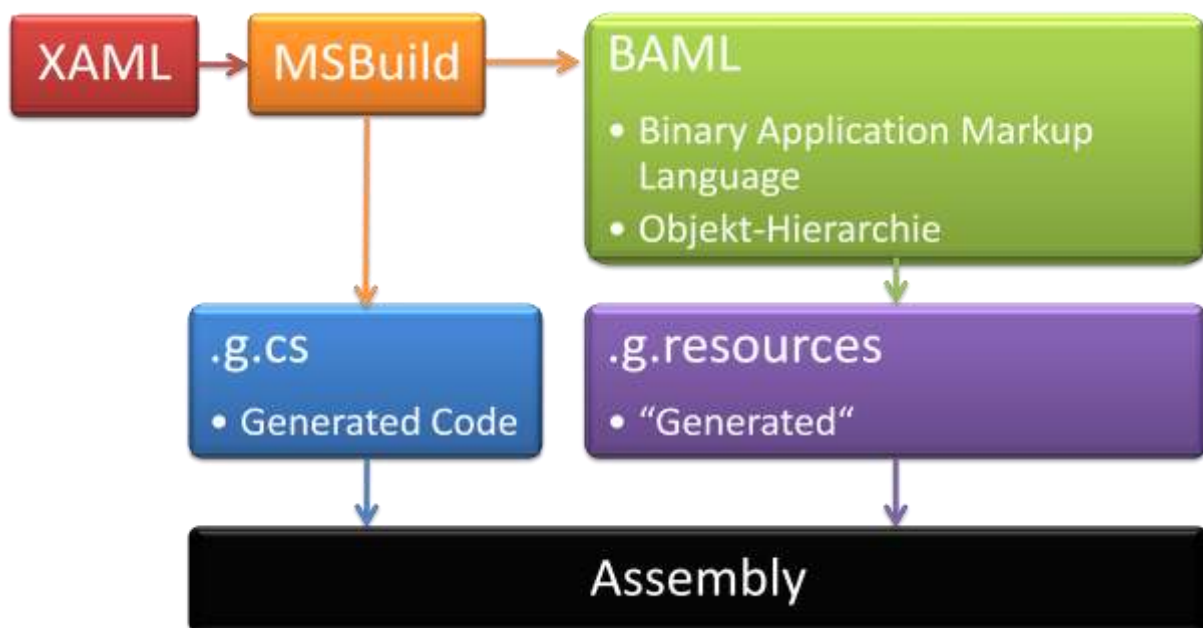 XAML
MSBuild
BAML
• Binary Application Markup
Language
• Objekt-Hierarchie
.g.cs
• Generated Code
.g.resources
• “Generated“
Assembly